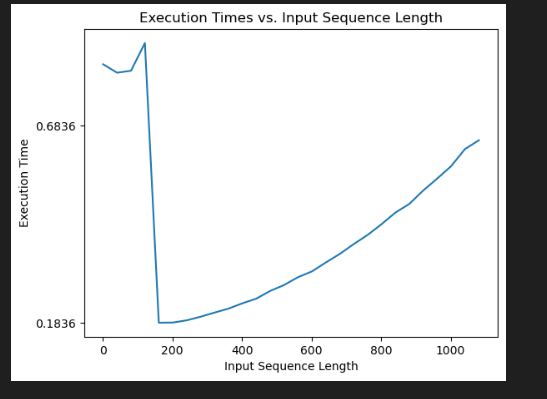 Execution Times vs. Input Sequence Length
0.6836
Execution Time
0.1836
0 200 400 600 800 1000
Input Sequence Length